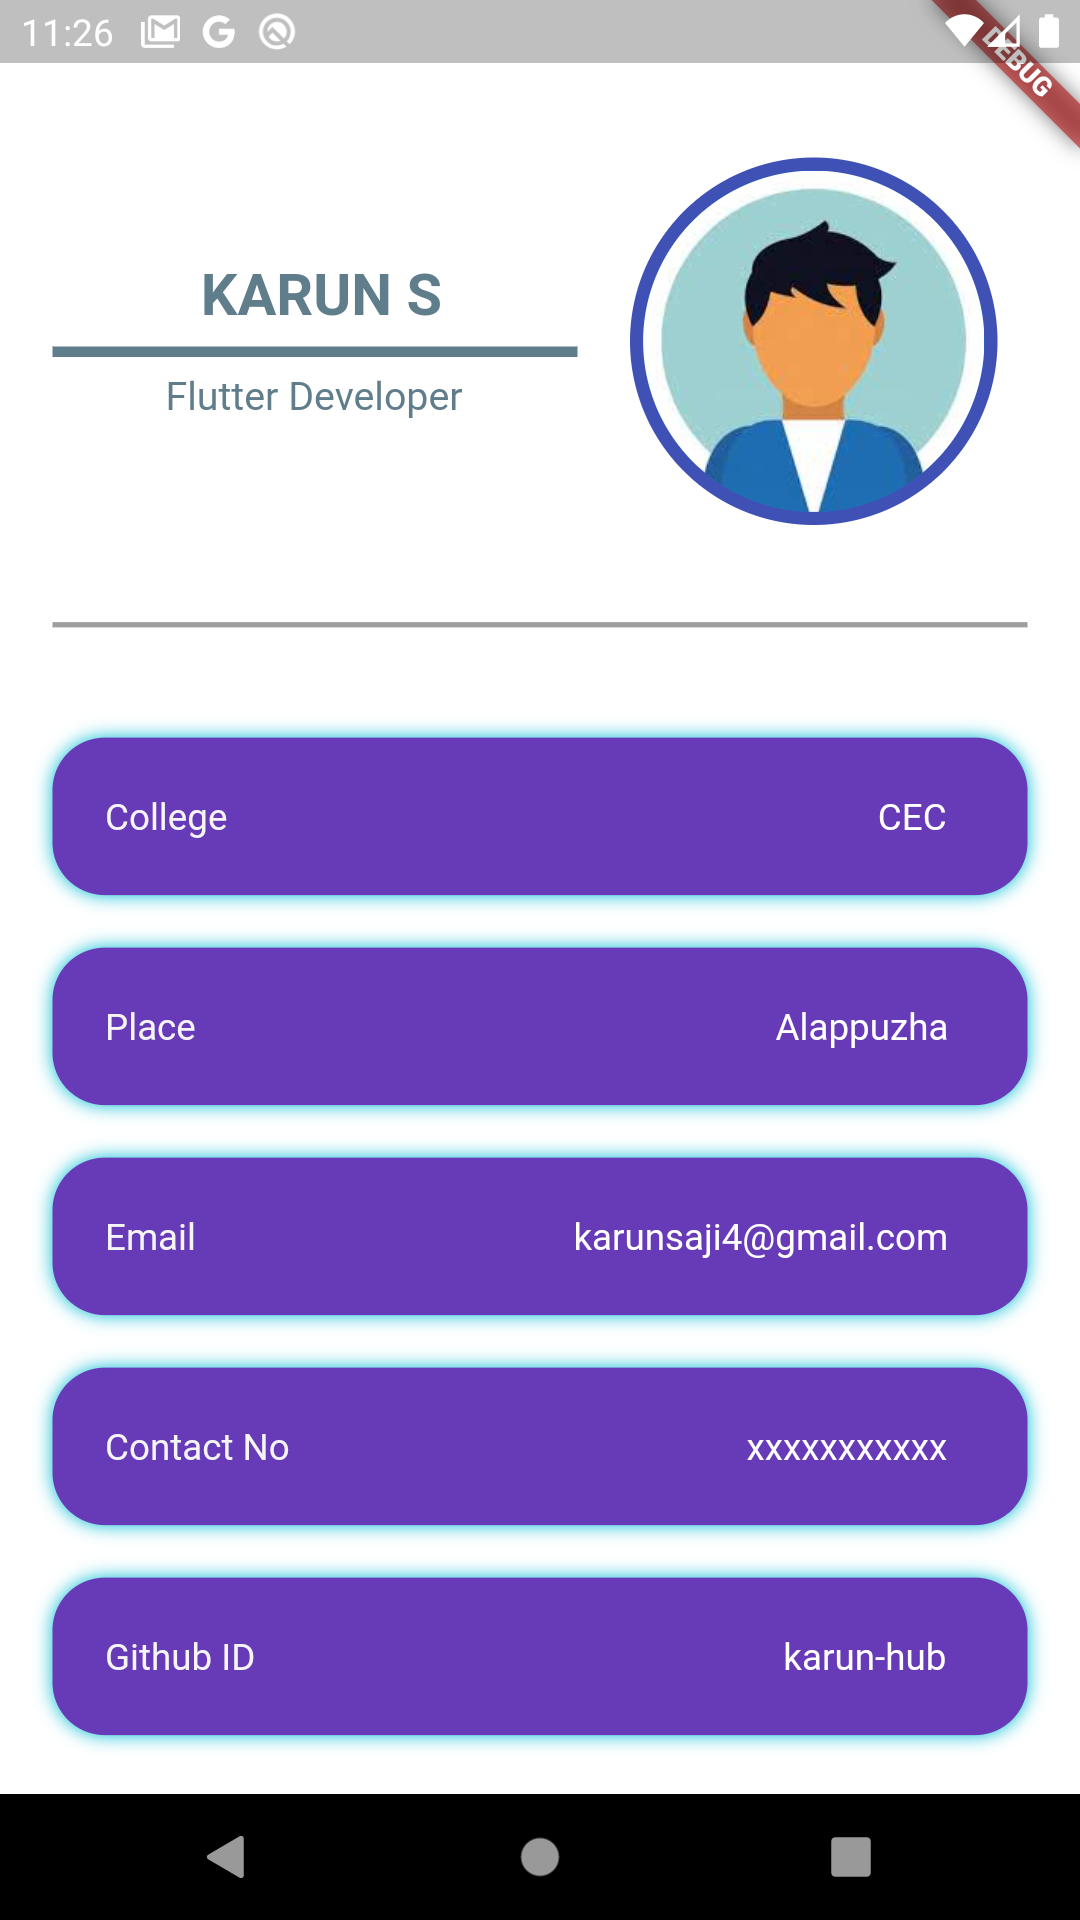 11:26
DEBUG
KARUN S
Flutter Developer
College CEC
Place Alappuzha
Email karunsaji4@gmail.com
Contact No xxxxxxxxxxx
Github ID karun-hub